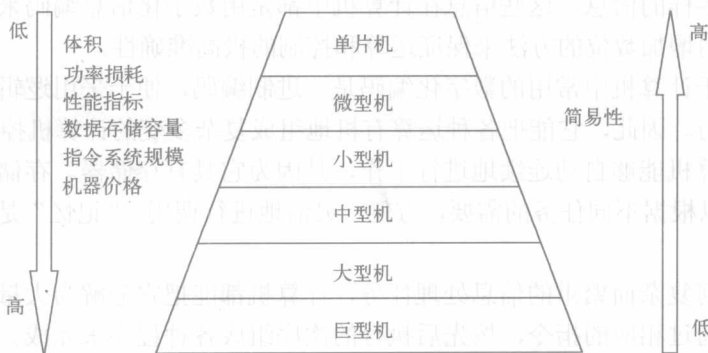 低
体积
功率损耗
性能指标
数据存储容量
指令系统规模
机器价格
高
单片机
微型机
小型机
中型机
大型机
巨型机
简易性
高
低